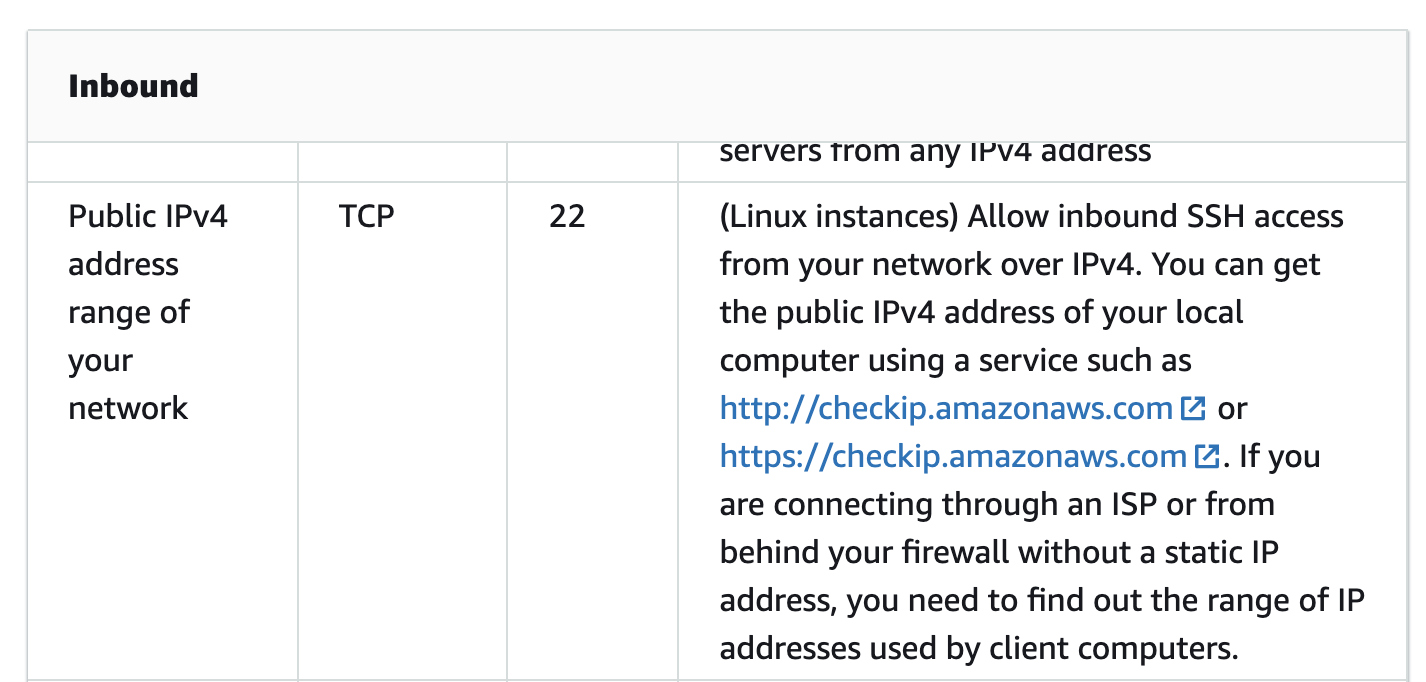 Inbound
servers from any IPv4 address
Public IPv4 address range of your network
TCP
22
(Linux instances) Allow inbound SSH access
from your network over IPv4. You can get
the public IPv4 address of your local
computer using a service such as
http://checkip.amazonaws.com or
https://checkip.amazonaws.com. If you
are connecting through an ISP or from
behind your firewall without a static IP
address, you need to find out the range of IP
addresses used by client computers.